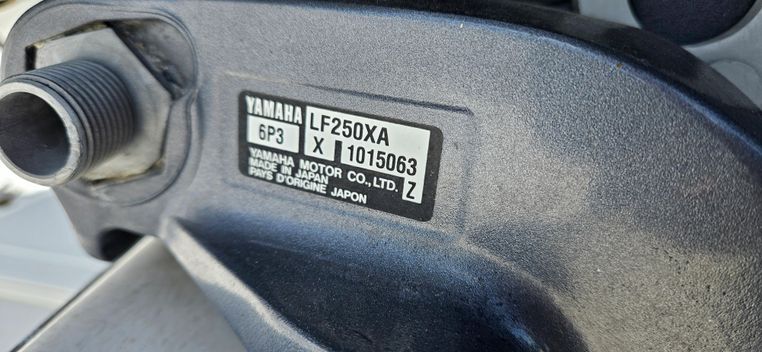 YAMAHA LF250XA
6P3 X 1015063
YAMAHA MOTOR CO.,LTD. Z
MADE IN JAPAN
PAYS D'ORIGINE JAPON